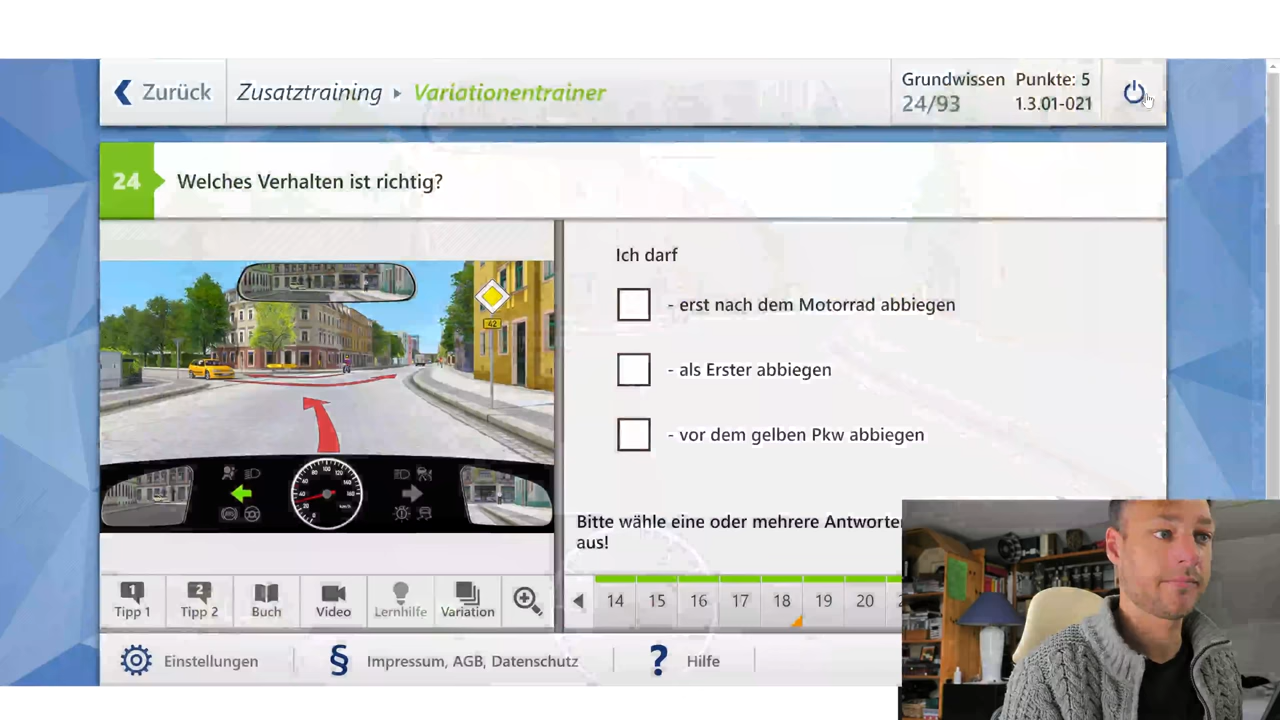 Zurück
Zusatztraining ▸ Variationentrainer
Grundwissen Punkte: 5
24/93 1.3.01-021
24 Welches Verhalten ist richtig?
Ich darf
- erst nach dem Motorrad abbiegen
- als Erster abbiegen
- vor dem gelben Pkw abbiegen
42
Bitte wähle eine oder mehrere Antworten
aus!
1 2
Tipp 1 Tipp 2 Buch Video Lernhilfe Variation
14 15 16 17 18 19 20
Einstellungen § Impressum, AGB, Datenschutz ? Hilfe